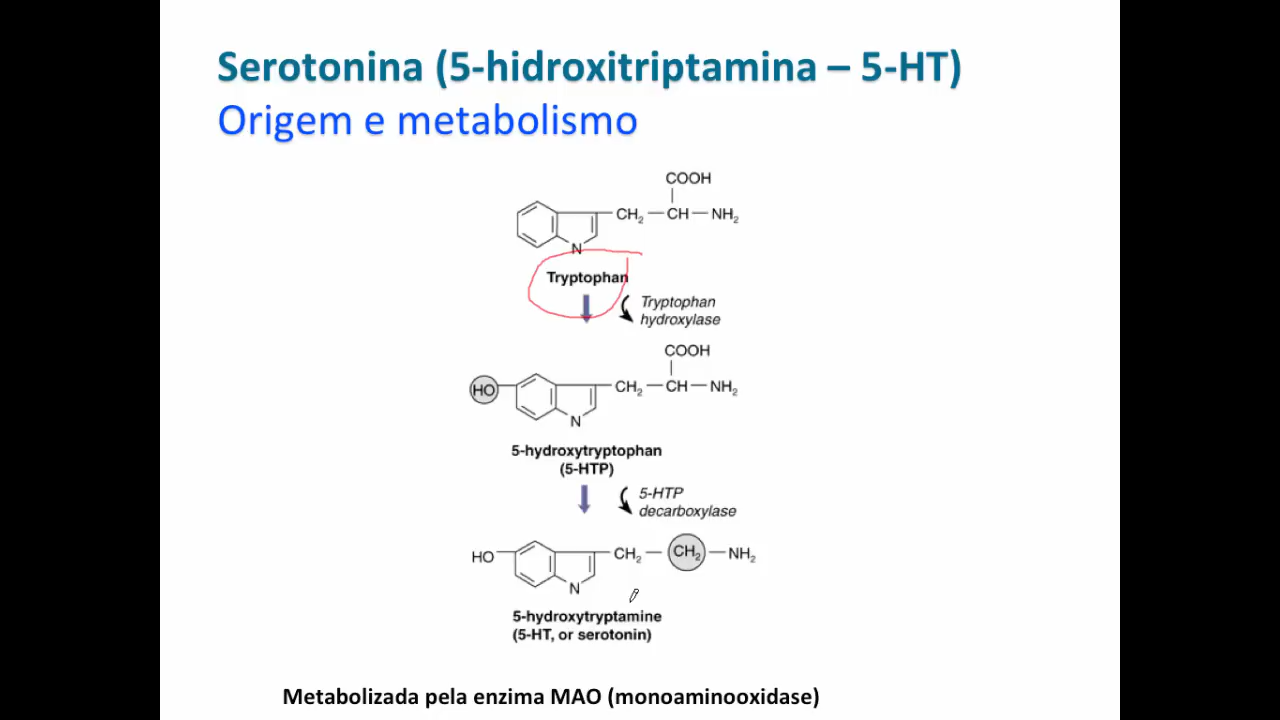 Serotonina (5-hidroxitriptamina – 5-HT)
Origem e metabolismo
COOH
CH₂ CH NH₂
N
Tryptophan
Tryptophan
hydroxylase
COOH
HO CH₂ CH NH₂
N
5-hydroxytryptophan
(5-HTP)
5-HTP
decarboxylase
HO CH₂ CH₂ NH₂
N
5-hydroxytryptamine
(5-HT, or serotonin)
Metabolizada pela enzima MAO (monoaminooxidase)